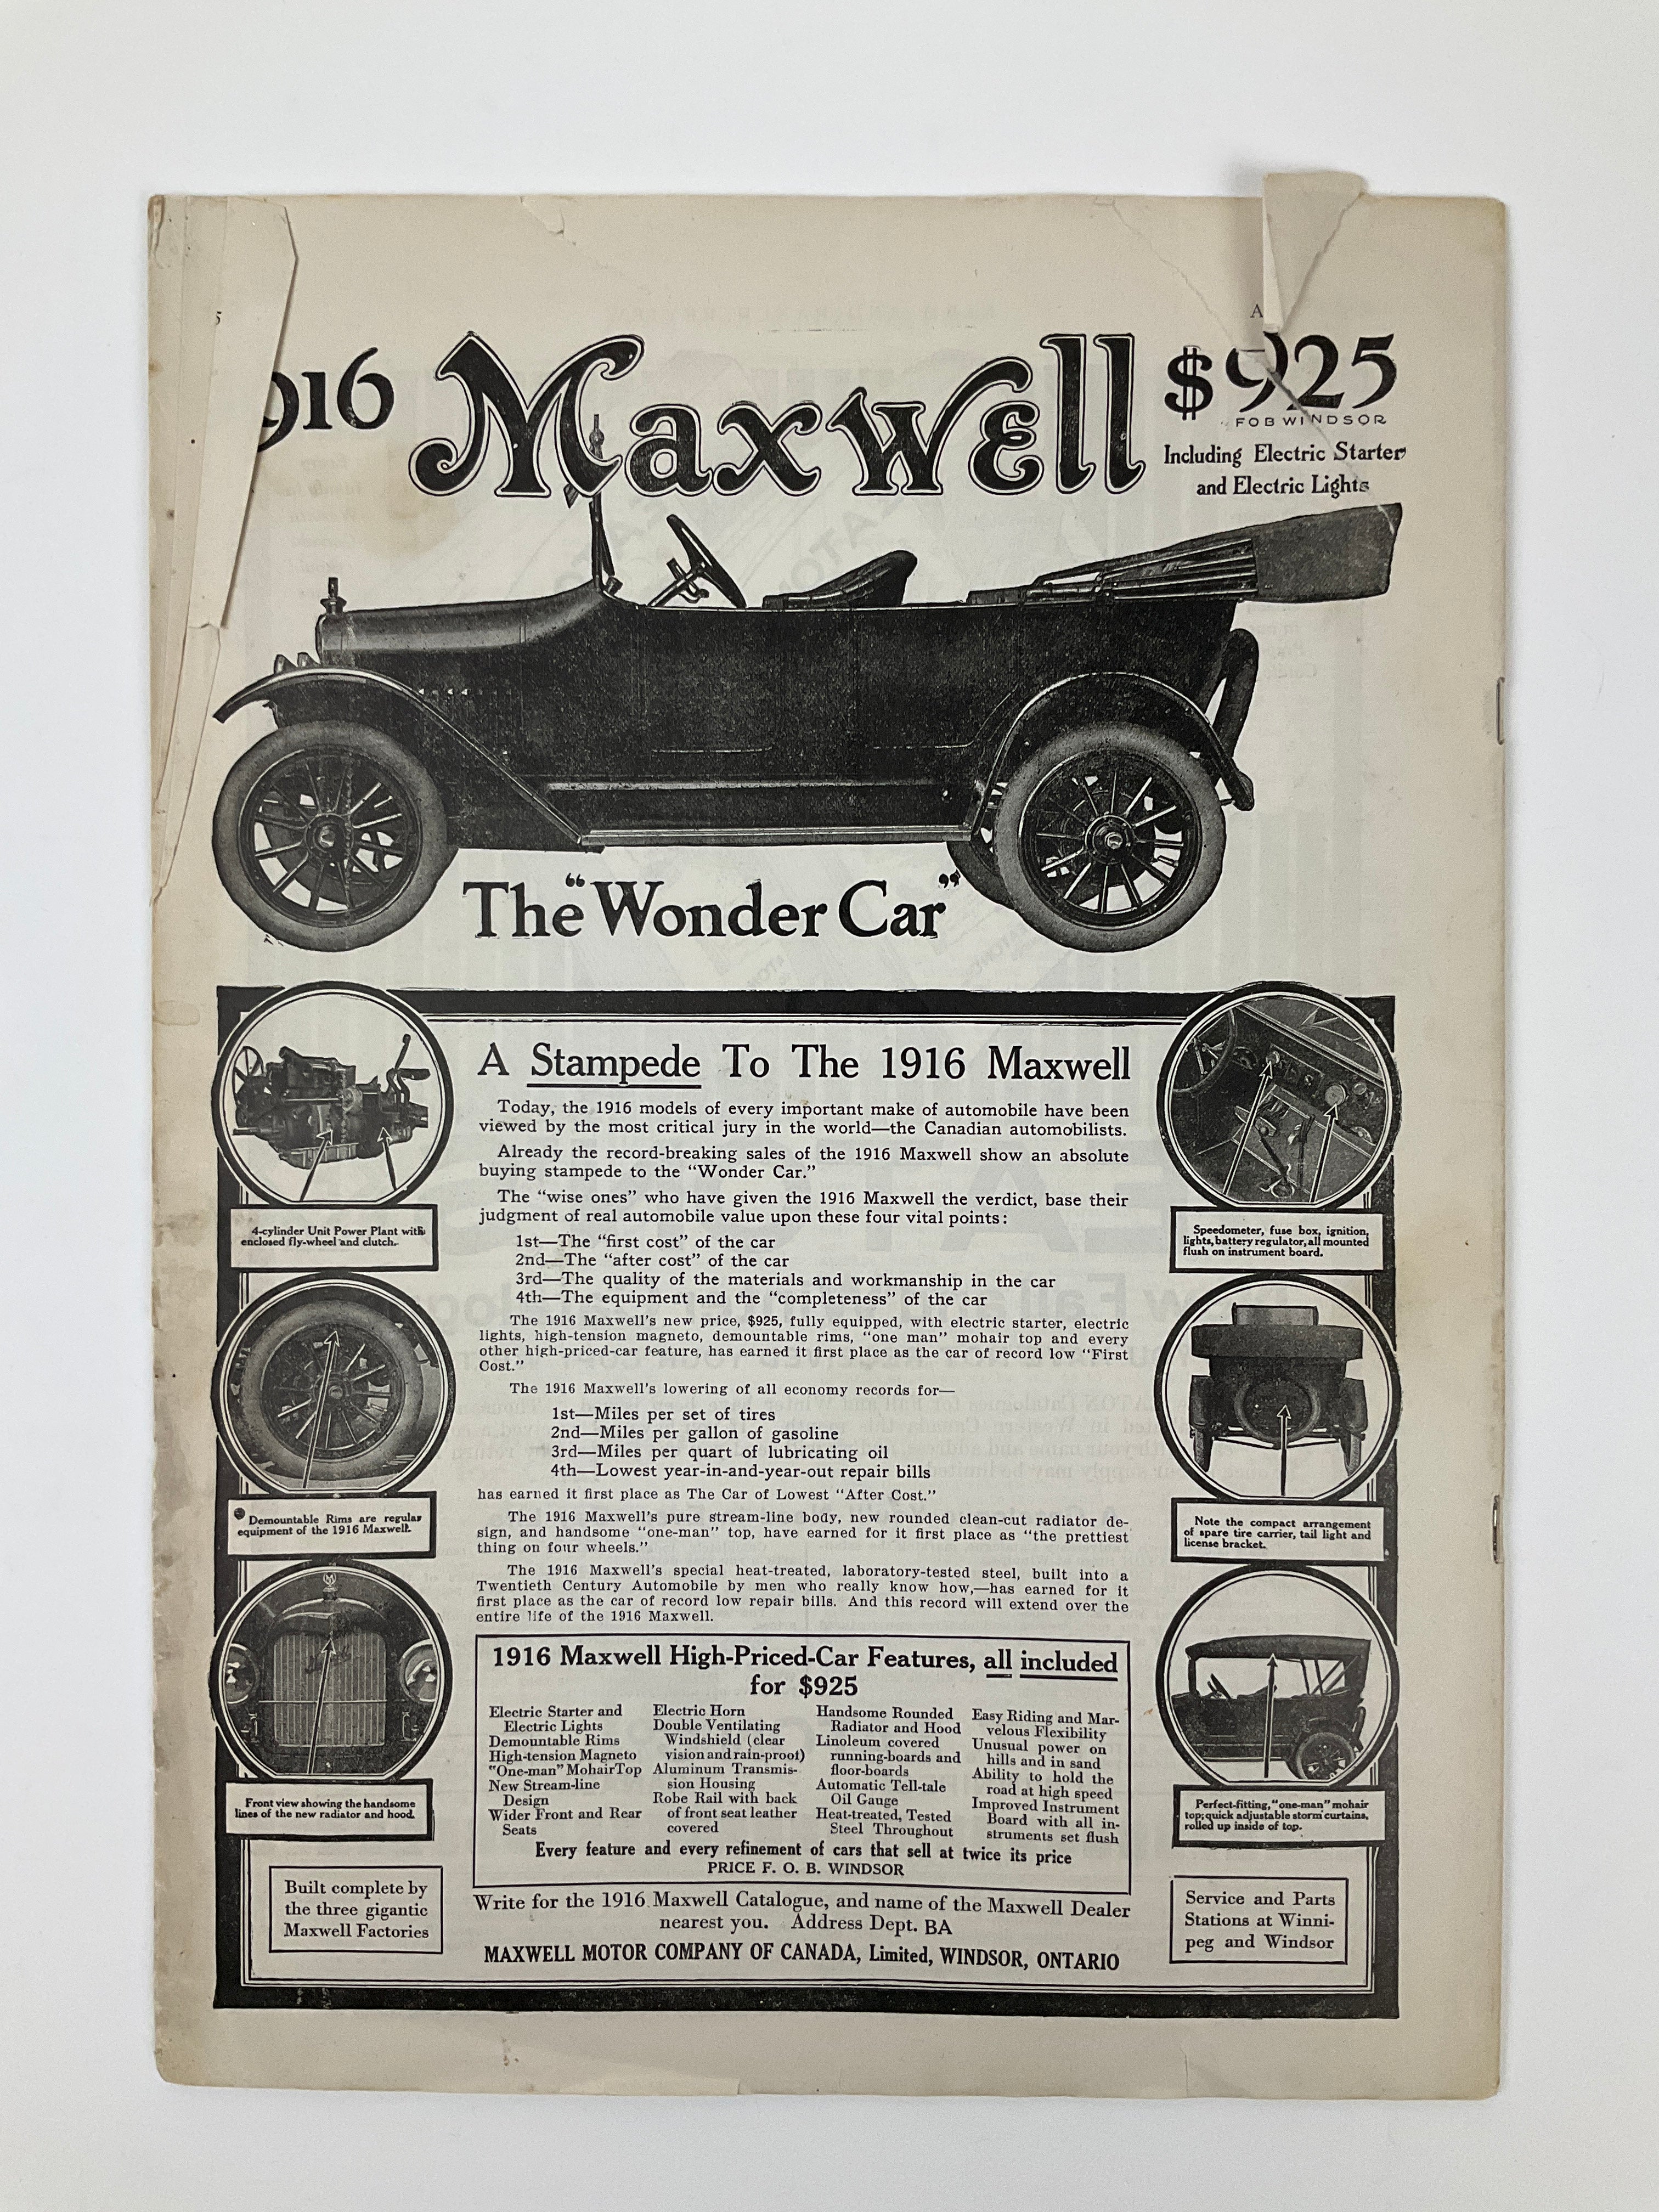 5
A
916 Maxwell $925
FOB WINDSOR
Including Electric Starter
and Electric Lights
The "Wonder Car"
4-cylinder Unit Power Plant with
enclosed fly-wheel and clutch.
Demountable Rims are regular
equipment of the 1916 Maxwell.
Front view showing the handsome
lines of the new radiator and hood.
Built complete by
the three gigantic
Maxwell Factories
A Stampede To The 1916 Maxwell
Today, the 1916 models of every important make of automobile have been
viewed by the most critical jury in the world—the Canadian automobilists.
Already the record-breaking sales of the 1916 Maxwell show an absolute
buying stampede to the "Wonder Car."
The "wise ones" who have given the 1916 Maxwell the verdict, base their
judgment of real automobile value upon these four vital points:
1st—The "first cost" of the car
2nd—The "after cost" of the car
3rd—The quality of the materials and workmanship in the car
4th—The equipment and the "completeness" of the car
The 1916 Maxwell's new price, $925, fully equipped, with electric starter, electric
lights, high-tension magneto, demountable rims, "one man" mohair top and every
other high-priced-car feature, has earned it first place as the car of record low "First
Cost."
The 1916 Maxwell's lowering of all economy records for—
1st—Miles per set of tires
2nd—Miles per gallon of gasoline
3rd—Miles per quart of lubricating oil
4th—Lowest year-in-and-year-out repair bills
has earned it first place as The Car of Lowest "After Cost."
The 1916 Maxwell's pure stream-line body, new rounded clean-cut radiator de-
sign, and handsome "one-man" top, have earned for it first place as "the prettiest
thing on four wheels."
The 1916 Maxwell's special heat-treated, laboratory-tested steel, built into a
Twentieth Century Automobile by men who really know how,—has earned for it
first place as the car of record low repair bills. And this record will extend over the
entire life of the 1916 Maxwell.
1916 Maxwell High-Priced-Car Features, all included
for $925
Electric Starter and
Electric Lights
Demountable Rims
High-tension Magneto
"One-man" Mohair Top
New Stream-line
Design
Wider Front and Rear
Seats
Electric Horn
Double Ventilating
Windshield (clear
vision and rain-proof)
Aluminum Transmis-
sion Housing
Robe Rail with back
of front seat leather
covered
Handsome Rounded
Radiator and Hood
Linoleum covered
running-boards and
floor-boards
Automatic Tell-tale
Oil Gauge
Heat-treated, Tested
Steel Throughout
Easy Riding and Mar-
velous Flexibility
Unusual power on
hills and in sand
Ability to hold the
road at high speed
Improved Instrument
Board with all in-
struments set flush
Every feature and every refinement of cars that sell at twice its price
PRICE F. O. B. WINDSOR
Write for the 1916 Maxwell Catalogue, and name of the Maxwell Dealer
nearest you. Address Dept. BA
MAXWELL MOTOR COMPANY OF CANADA, Limited, WINDSOR, ONTARIO
Speedometer, fuse box, ignition,
lights, battery regulator, all mounted
flush on instrument board.
Note the compact arrangement
of spare tire carrier, tail light and
license bracket.
Perfect-fitting, "one-man" mohair
top; quick adjustable storm curtains,
rolled up inside of top.
Service and Parts
Stations at Winni-
peg and Windsor